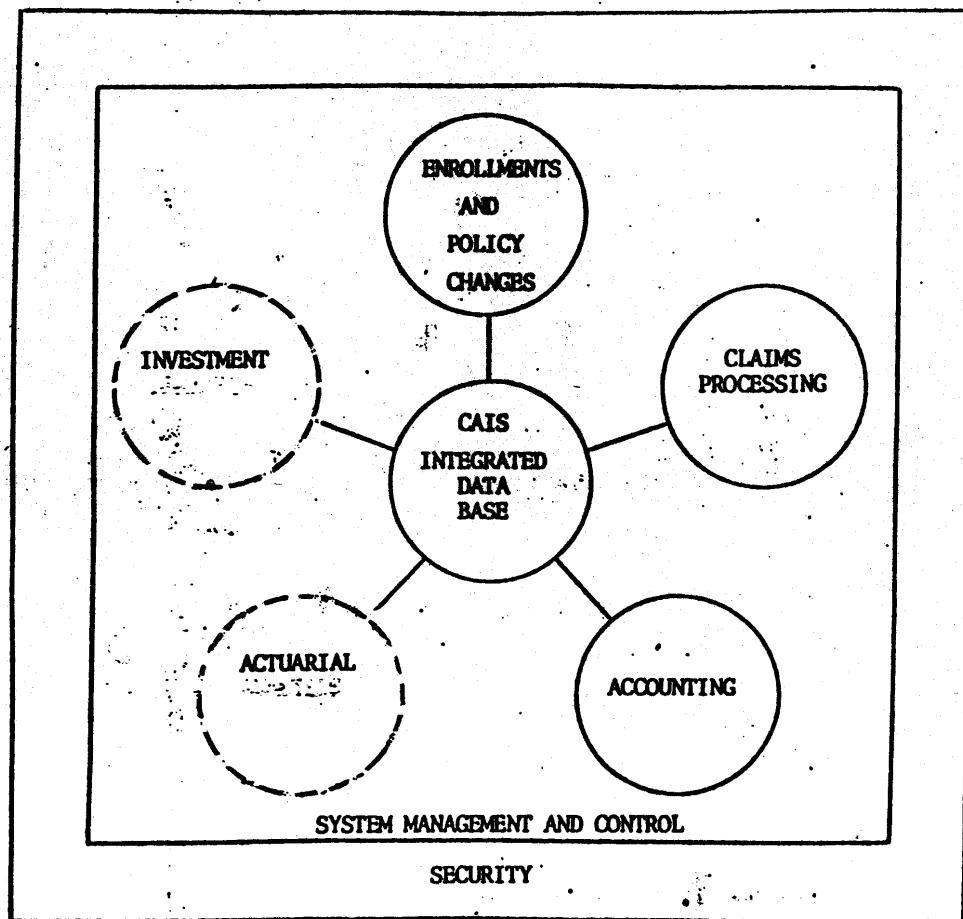 ENROLLMENTS
AND
POLICY
CHANGES
INVESTMENT
CLAIMS
PROCESSING
CAIS
INTEGRATED
DATA
BASE
ACTUARIAL
ACCOUNTING
SYSTEM MANAGEMENT AND CONTROL
SECURITY